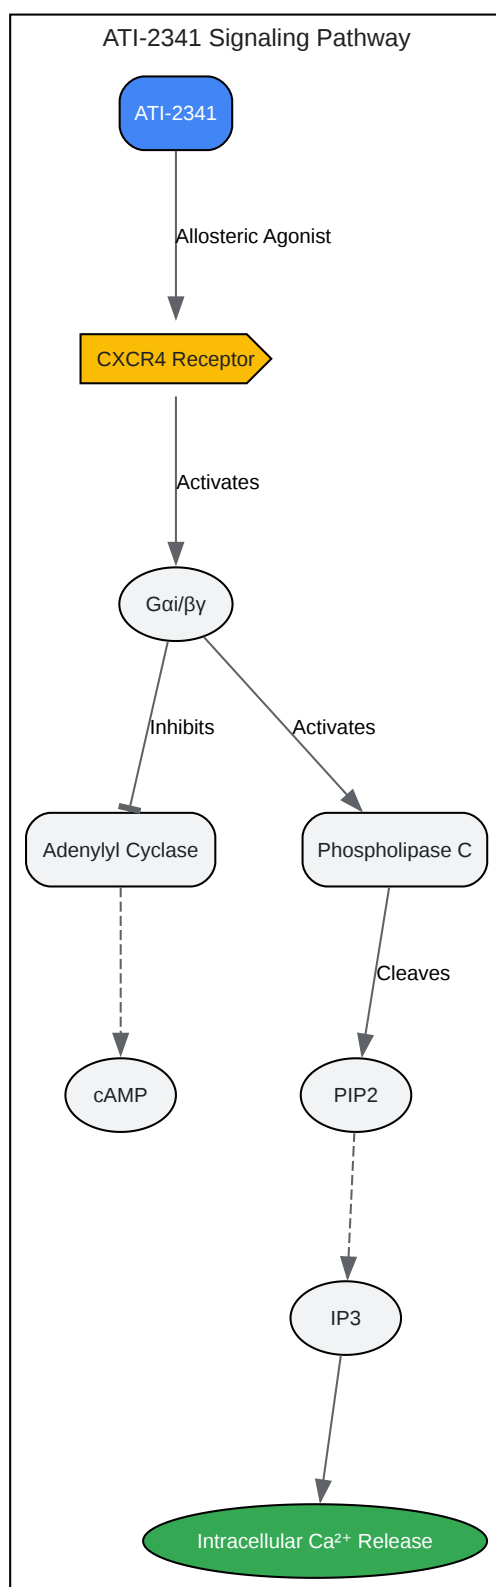 ATI-2341 Signaling Pathway
ATI-2341
Allosteric Agonist
CXCR4 Receptor
Activates
Gαi/βγ
Inhibits
Activates
Adenylyl Cyclase
Phospholipase C
Cleaves
cAMP
PIP2
IP3
Intracellular Ca²⁺ Release